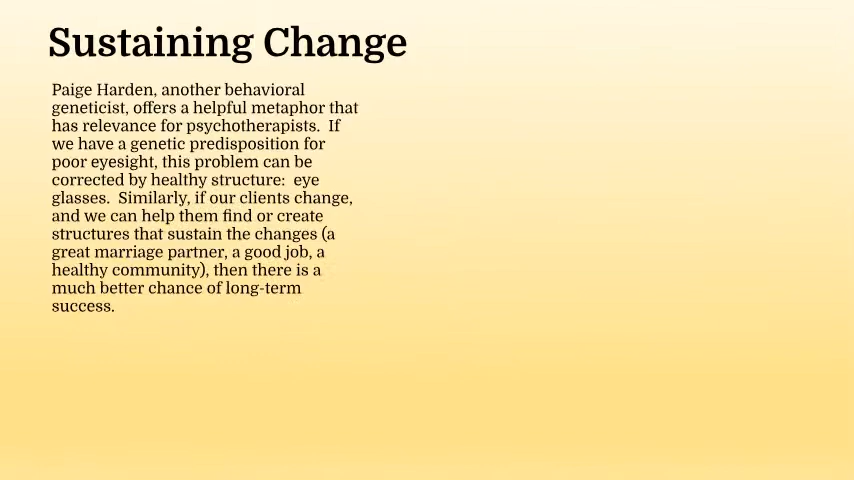 Sustaining Change
Paige Harden, another behavioral
geneticist, offers a helpful metaphor that
has relevance for psychotherapists.  If
we have a genetic predisposition for
poor eyesight, this problem can be
corrected by healthy structure:  eye
glasses.  Similarly, if our clients change,
and we can help them find or create
structures that sustain the changes (a
great marriage partner, a good job, a
healthy community), then there is a
much better chance of long-term
success.